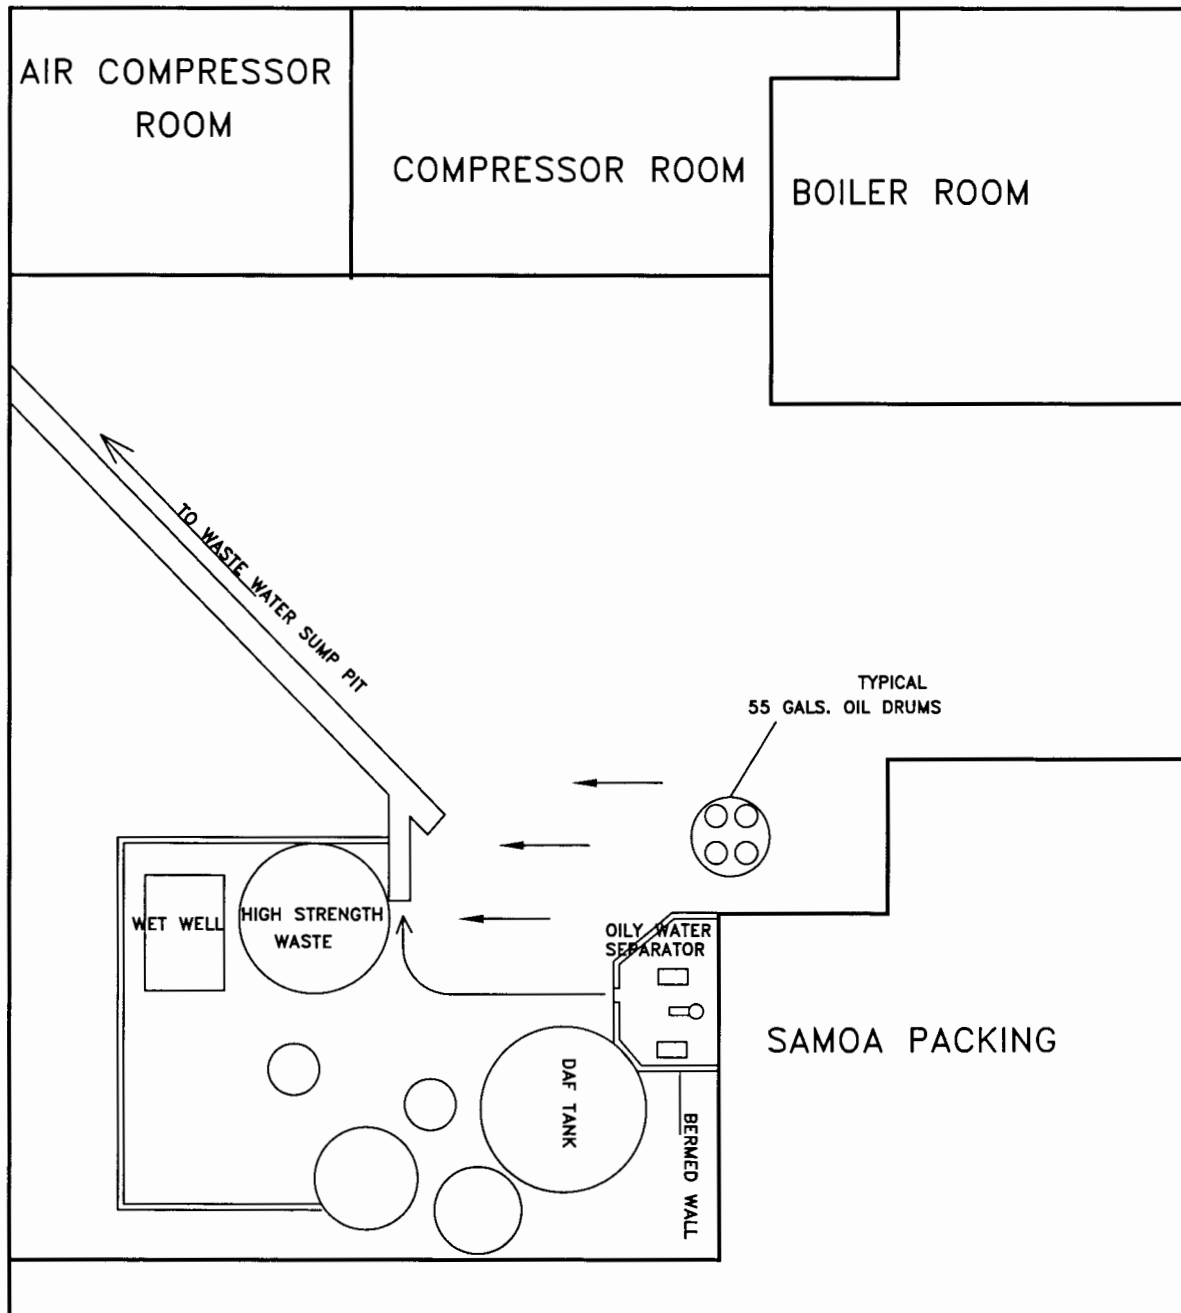 AIR COMPRESSOR
ROOM
COMPRESSOR ROOM
BOILER ROOM
TO WASTE WATER SUMP PIT
TYPICAL
55 GALS. OIL DRUMS
WET WELL
HIGH STRENGTH
WASTE
OILY WATER
SEPARATOR
SAMOA PACKING
DAF TANK
BERMED WALL